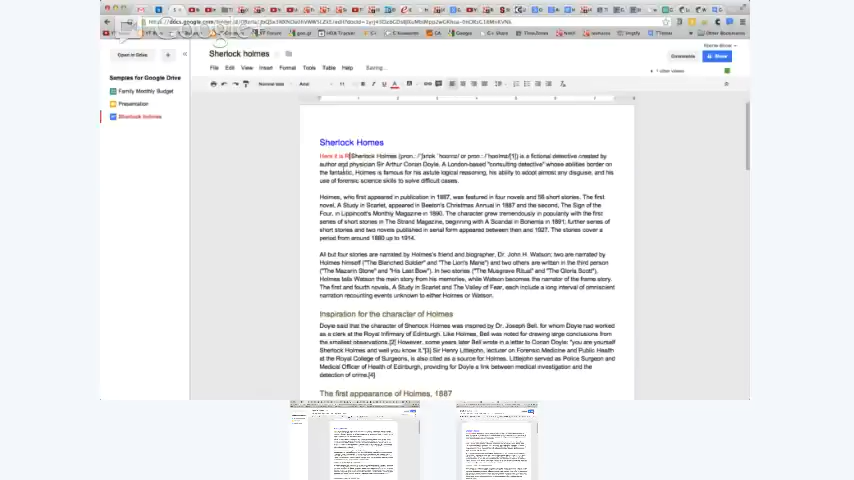 Sherlock holmes
File Edit View Insert Format Tools Table Help Saving...
Comments
Share
Open in Drive
Samples for Google Drive
Family Monthly Budget
Presentation
Sherlock holmes
Other Bookmarks
Normal text
Arial
11
Sherlock Homes
Here it is Sherlock Holmes is a fictional detective created by
author and physician Sir Arthur Conan Doyle. A London-based "consulting detective" whose abilities border on
the fantastic, Holmes is famous for his astute logical reasoning, his ability to adopt almost any disguise, and his
use of forensic science skills to solve difficult cases.
Holmes, who first appeared in publication in 1887, was featured in four novels and 56 short stories. The first
novel, A Study in Scarlet, appeared in Beeton's Christmas Annual in 1887 and the second, The Sign of the
Four, in Lippincott's Monthly Magazine in 1890. The character grew tremendously in popularity with the first
series of short stories in The Strand Magazine, beginning with A Scandal in Bohemia in 1891; further series of
short stories and two novels published in serial form appeared between then and 1927. The stories cover a
period from around 1880 up to 1914.
All but four stories are narrated by Holmes's friend and biographer, Dr. John H. Watson; two are narrated by
Holmes himself ("The Blanched Soldier" and "The Lion's Mane") and two others are written in the third person
("The Mazarin Stone" and "His Last Bow"). In two stories ("The Musgrave Ritual" and "The Gloria Scott"),
Holmes tells Watson the main story from his memories, while Watson becomes the narrator of the frame story.
The first and fourth novels, A Study in Scarlet and The Valley of Fear, each include a long interval of omniscient
narration recounting events unknown to either Holmes or Watson.
Inspiration for the character of Holmes
Doyle said that the character of Sherlock Holmes was inspired by Dr. Joseph Bell, for whom Doyle had worked
as a clerk at the Royal Infirmary of Edinburgh. Like Holmes, Bell was noted for drawing large conclusions from
the smallest observations.[2] However, some years later Bell wrote in a letter to Conan Doyle: "you are yourself
Sherlock Holmes and well you know it."[3] Sir Henry Littlejohn, lecturer on Forensic Medicine and Public Health
at the Royal College of Surgeons, is also cited as a source for Holmes. Littlejohn served as Police Surgeon and
Medical Officer of Health of Edinburgh, providing for Doyle a link between medical investigation and the
detection of crime.[4]
The first appearance of Holmes, 1887